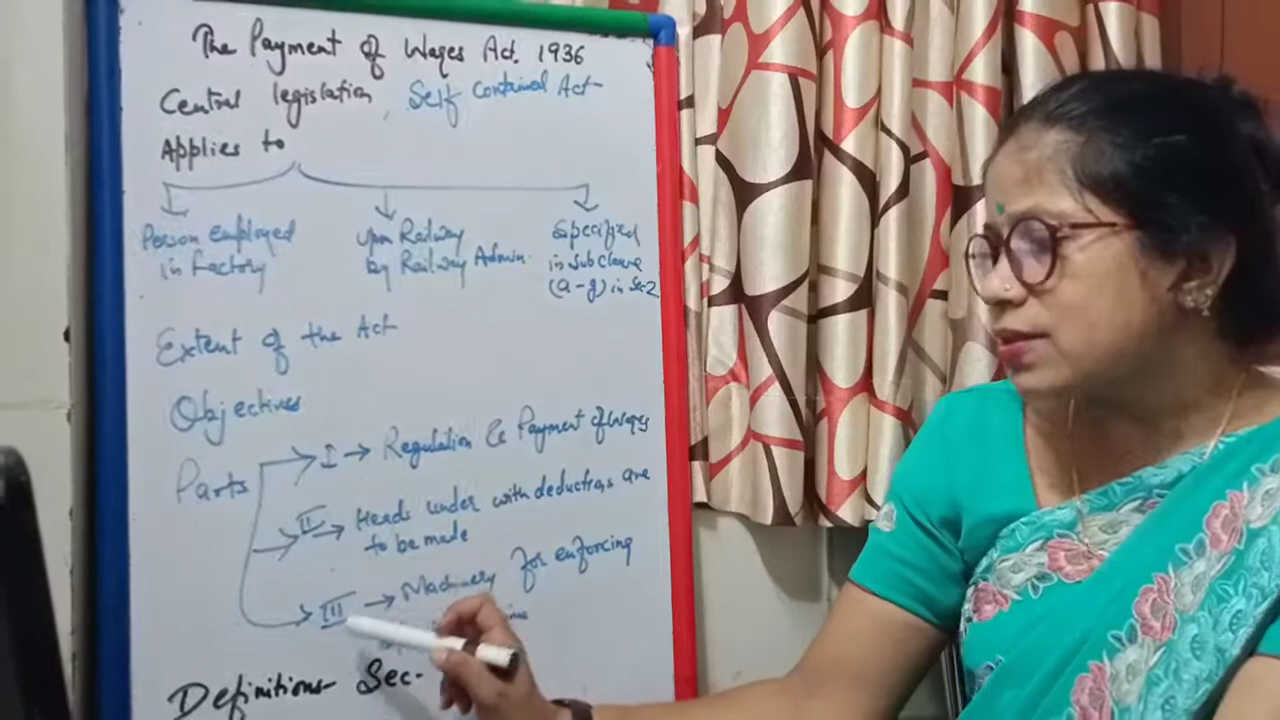 The Payment of Wages Act. 1936
Central legislation, Self contained Act
Applies to
Person employed
in Factory
upon Railway
by Railway Admin.
Specified
in sub clause
(a-g) in Sec 2
Extent of the Act
Objectives
Parts
I → Regulation & Payment of Wages
II → Heads under with deductions are
to be made
III → Machinery for enforcing
Definitions- Sec-